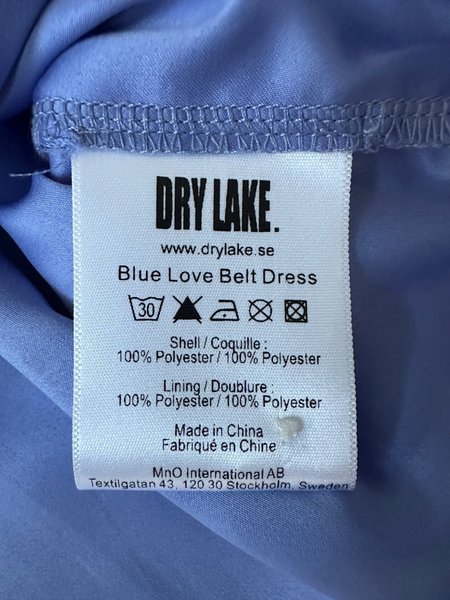 DRY LAKE.
www.drylake.se
Blue Love Belt Dress
30
Shell / Coquille :
100% Polyester / 100% Polyester
Lining / Doublure :
100% Polyester / 100% Polyester
Made in China
Fabriqué en Chine
MnO International AB
Textilgatan 43, 120 30 Stockholm, Sweden